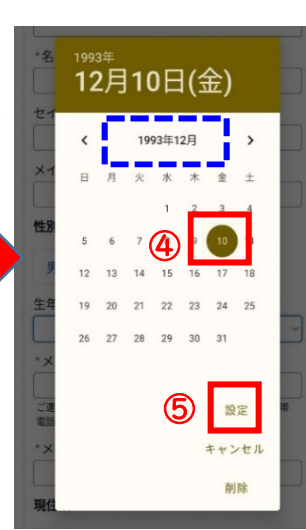 1993年
12月10日(金)
*名
セイ
1993年12月
メイ
日 月 火 水 木 金 土
1 2 3 4
性別
5 6 7 ④ 9 10 11
男
12 13 14 15 16 17 18
生年
19 20 21 22 23 24 25
26 27 28 29 30 31
*メ
⑤ 設定
ご連
電話
帯
*メ
キャンセル
削除
現住